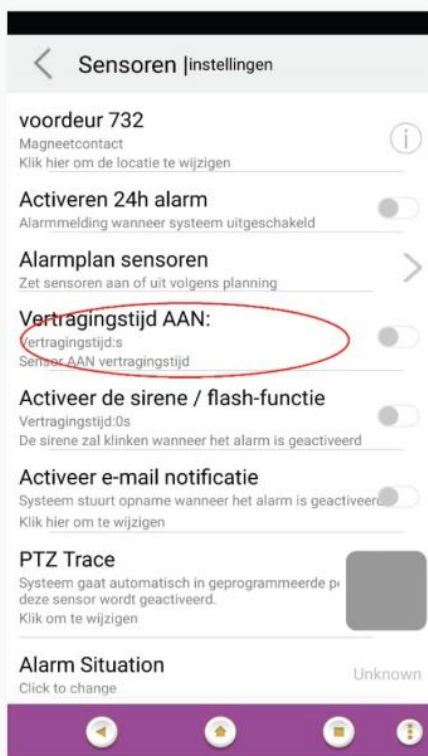 Sensoren |instellingen
voordeur 732
Magneetcontact
Klik hier om de locatie te wijzigen
Activeren 24h alarm
Alarmmelding wanneer systeem uitgeschakeld
Alarmplan sensoren
Zet sensoren aan of uit volgens planning
Vertragingstijd AAN:
Vertragingstijd:s
Sensor AAN vertragingstijd
Activeer de sirene / flash-functie
Vertragingstijd:0s
De sirene zal klinken wanneer het alarm is geactiveerd
Activeer e-mail notificatie
Systeem stuurt opname wanneer het alarm is geactiveerd
Klik hier om te wijzigen
PTZ Trace
Systeem gaat automatisch in geprogrammeerde
deze sensor wordt geactiveerd.
Klik om te wijzigen
Alarm Situation
Unknown
Click to change